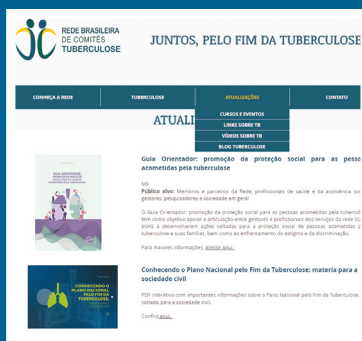 REDE BRASILEIRA
DE COMITÊS
TUBERCULOSE
JUNTOS, PELO FIM DA TUBERCULOSE
CONHEÇA A REDE
TUBERCULOSE
ATUALIZAÇÕES
CONTATO
CURSOS E EVENTOS
LINKS SOBRE TB
VÍDEOS SOBRE TB
BLOG TUBERCULOSE
ATUALI
GUIA ORIENTADOR:
Guia Orientador: promoção da proteção social para as pesso
acometidas pela tuberculose
MS
Público alvo: Membros e parceiros da Rede, profissionais de saúde e da assistência soc
gestores, pesquisadores e sociedade em geral
O Guia Orientador: promoção da proteção social para as pessoas acometidas pela tubercul
tem como objetivo apoiar a articulação entre gestores e profissionais dos serviços da rede SU
SUAS à desenvolverem ações voltadas para a proteção social de pessoas acometidas p
tuberculose e suas famílias, bem como ao enfrentamento do estigma e da discriminação.
Para maiores informações, acesse aqui.
CONHECENDO O
PLANO NACIONAL
PELO FIM DA
TUBERCULOSE:
Conhecendo o Plano Nacional pelo Fim da Tuberculose: materia para a
sociedade civil
PDF interativo com importantes informações sobre o Plano Nacional pelo Fim da Tuberculose,
voltado para a sociedade civil.
Confira aqui.